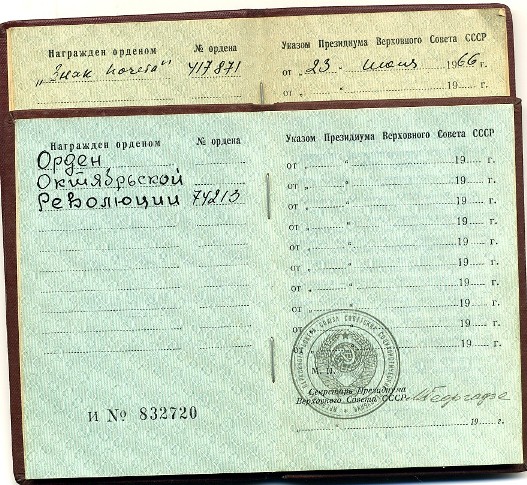 Награжден орденом № ордена Указом Президиума Верховного Совета СССР
„Знак почета" 417871 от „ 23 " июня 1966 г.
от „ " 19 г.
Награжден орденом № ордена Указом Президиума Верховного Совета СССР
Орден от „ " 19 г.
Октябрьской от „ " 19 г.
Революции 74213 от „ " 19 г.
от „ " 19 г.
от „ " 19 г.
от „ " 19 г.
от „ " 19 г.
от „ " 19 г.
от „ " 19 г.
от „ " 19 г.
М. П.
Секретарь Президиума
Верховного Совета СССР МГеоргадзе
И № 832720
19 г.